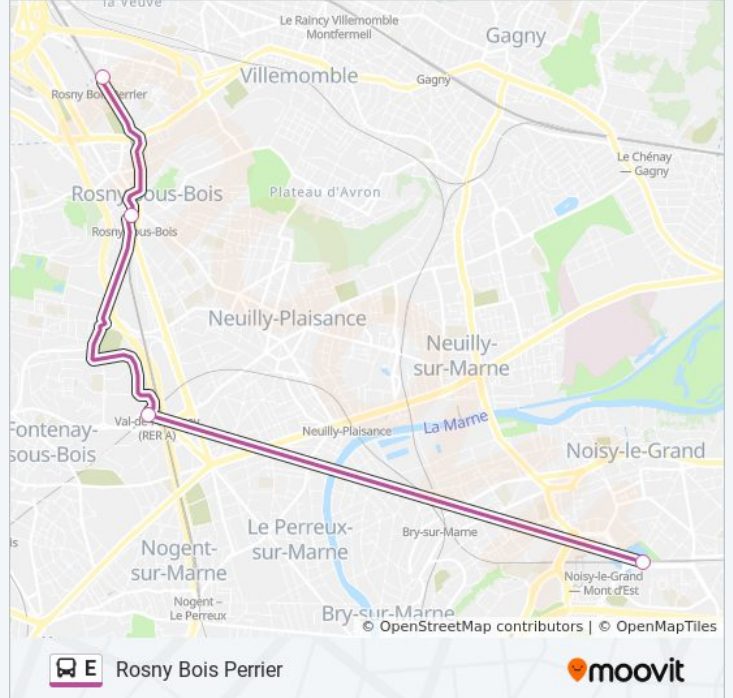 la Veuve
Le Raincy Villemomble
Montfermeil
Gagny
Villemomble
Gagny
Rosny Bois Perrier
Le Chénay
— Gagny
Rosny-sous-Bois
Plateau d'Avron
Rosny-sous-Bois
Neuilly-Plaisance
Neuilly-
sur-Marne
Val-de
(RER A)
Neuilly-Plaisance
La Marne
Fontenay-
sous-Bois
Noisy-le-Grand
Le Perreux-
sur-Marne
Bry-sur-Marne
is
Nogent-
sur-Marne
Noisy-le-Grand
— Mont d'Est
Nogent –
Le Perreux
Bry-sur-Marne
© OpenStreetMap contributors | © OpenMapTiles
E Rosny Bois Perrier
moovit